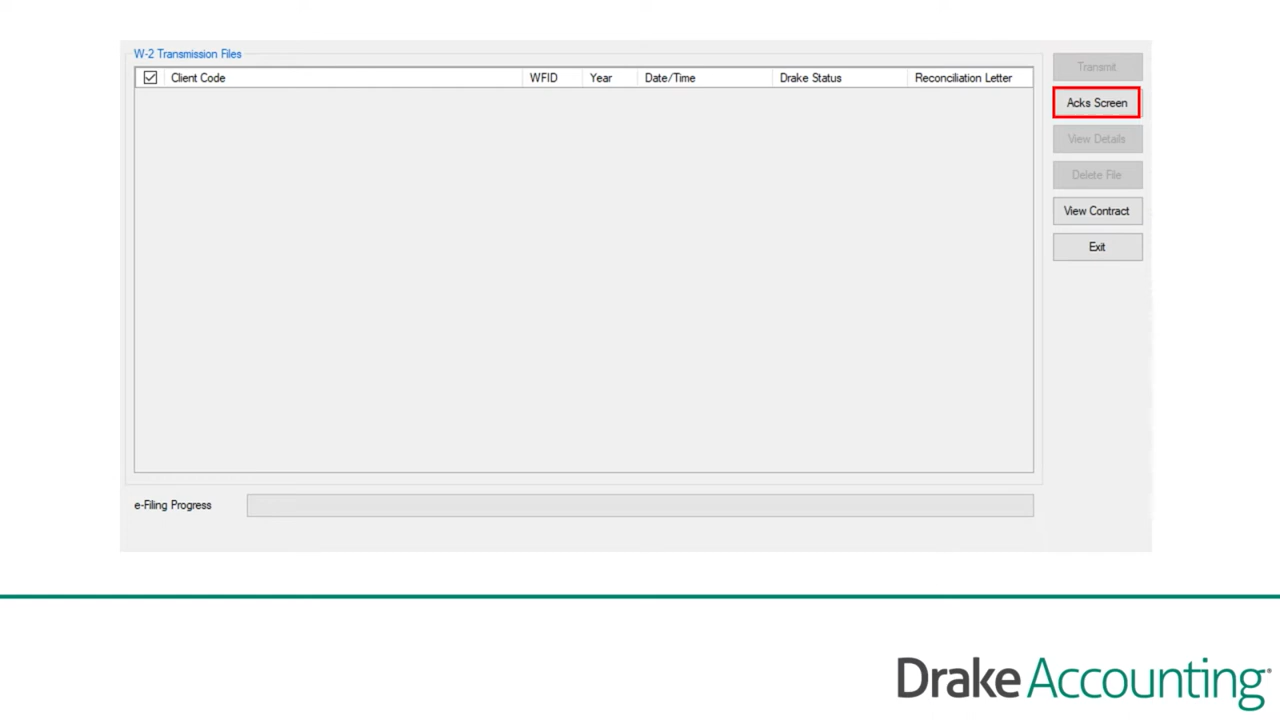 W-2 Transmission Files
Client Code WFID Year Date/Time Drake Status Reconciliation Letter
Transmit
Acks Screen
View Details
Delete File
View Contract
Exit
e-Filing Progress
Drake Accounting®